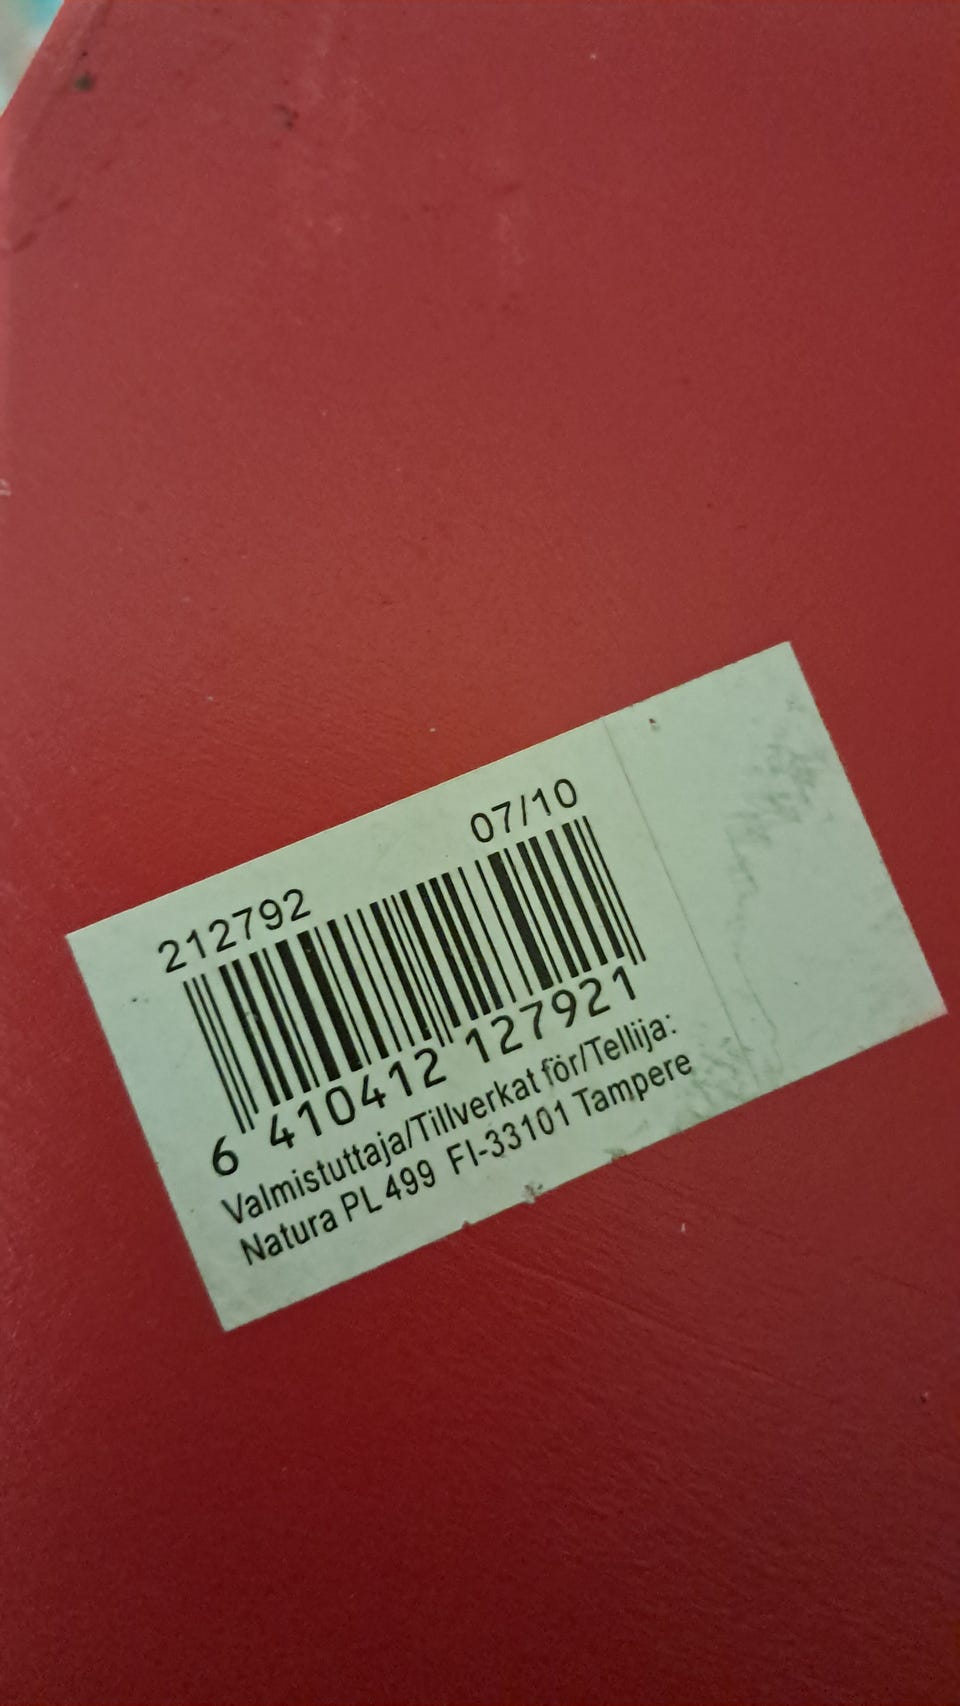 212792 07/10
6 410412 127921
Valmistuttaja/Tillverkat för/Tellija:
Natura PL 499 FI-33101 Tampere